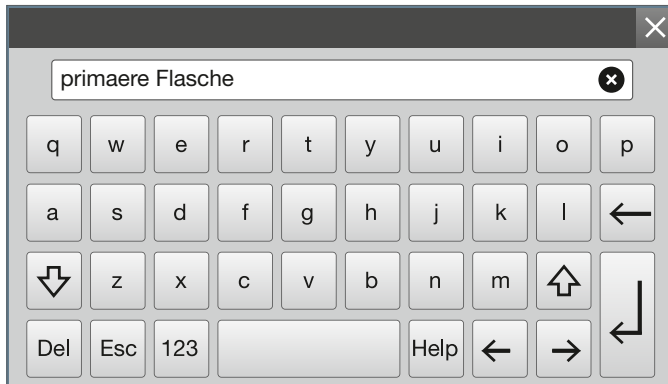 primaere Flasche
q w e r t y u i o p
a s d f g h j k l
z x c v b n m
Del Esc 123 Help